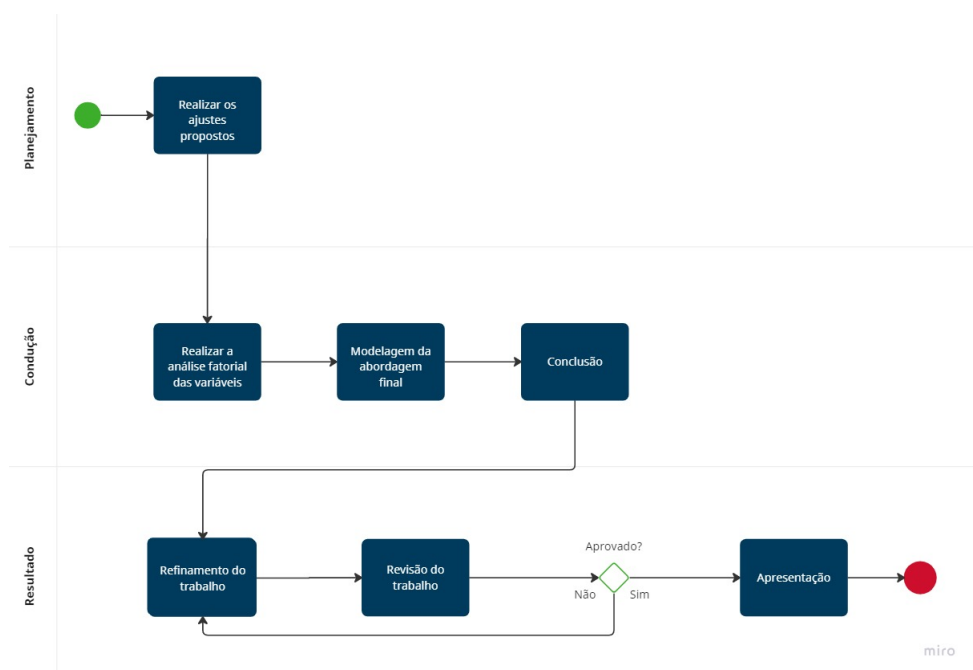 Planejamento
Realizar os
ajustes
propostos
Condução
Realizar a
análise fatorial
das variáveis
Modelagem da
abordagem
final
Conclusão
Resultado
Refinamento do
trabalho
Revisão do
trabalho
Aprovado?
Não
Sim
Apresentação
miro